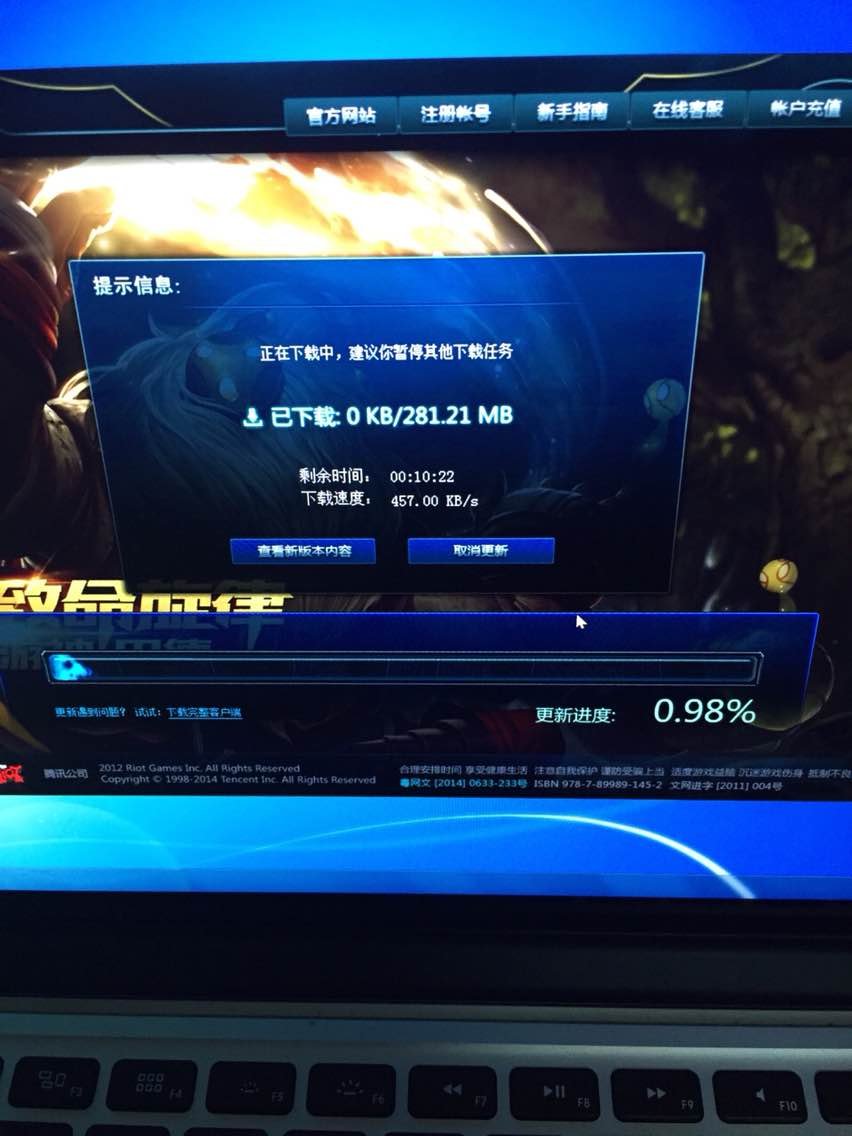 官方网站 注册帐号 新手指南 在线客服 帐户充值
提示信息:
正在下载中，建议你暂停其他下载任务
已下载: 0 KB/281.21 MB
剩余时间: 00:10:22
下载速度: 457.00 KB/s
查看新版本内容 取消更新
致命旋律
更新遇到问题? 试试: 下载完整客户端
更新进度: 0.98%
腾讯公司
2012 Riot Games Inc. All Rights Reserved
Copyright © 1998-2014 Tencent Inc. All Rights Reserved
合理安排时间 享受健康生活 注意自我保护 谨防受骗上当 适度游戏益脑 沉迷游戏伤身 抵制不良
粤网文 [2014] 0633-233号 ISBN 978-7-89989-145-2 文网进字 [2011] 004号
F3 F4 F5 F6 F7 F8 F9 F10